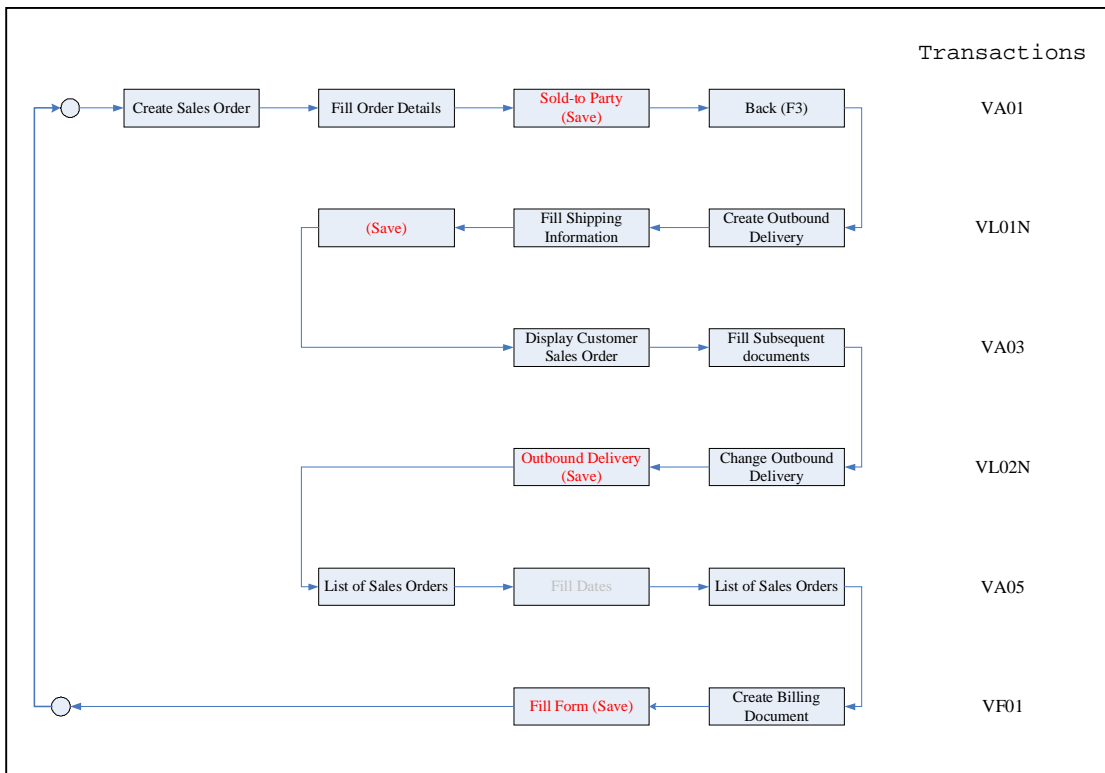 Transactions
Create Sales Order
Fill Order Details
Sold-to Party
(Save)
Back (F3)
VA01
(Save)
Fill Shipping
Information
Create Outbound
Delivery
VL01N
Display Customer
Sales Order
Fill Subsequent
documents
VA03
Outbound Delivery
(Save)
Change Outbound
Delivery
VL02N
List of Sales Orders
Fill Dates
List of Sales Orders
VA05
Fill Form (Save)
Create Billing
Document
VF01